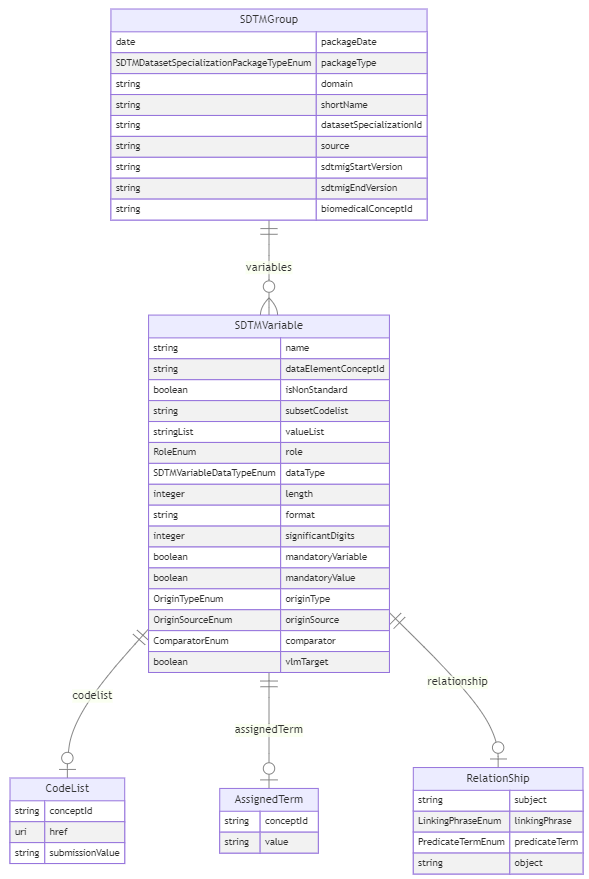 SDTMGroup
date packageDate
SDTMDatasetSpecializationPackageTypeEnum packageType
string domain
string shortName
string datasetSpecializationId
string source
string sdtmigStartVersion
string sdtmigEndVersion
string biomedicalConceptId
variables
SDTMVariable
string name
string dataElementConceptId
boolean isNonStandard
string subsetCodelist
stringList valueList
RoleEnum role
SDTMVariableDataTypeEnum dataType
integer length
string format
integer significantDigits
boolean mandatoryVariable
boolean mandatoryValue
OriginTypeEnum originType
OriginSourceEnum originSource
ComparatorEnum comparator
boolean vlmTarget
codelist
assignedTerm
relationship
CodeList
string conceptId
uri href
string submissionValue
AssignedTerm
string conceptId
string value
RelationShip
string subject
LinkingPhraseEnum linkingPhrase
PredicateTermEnum predicateTerm
string object